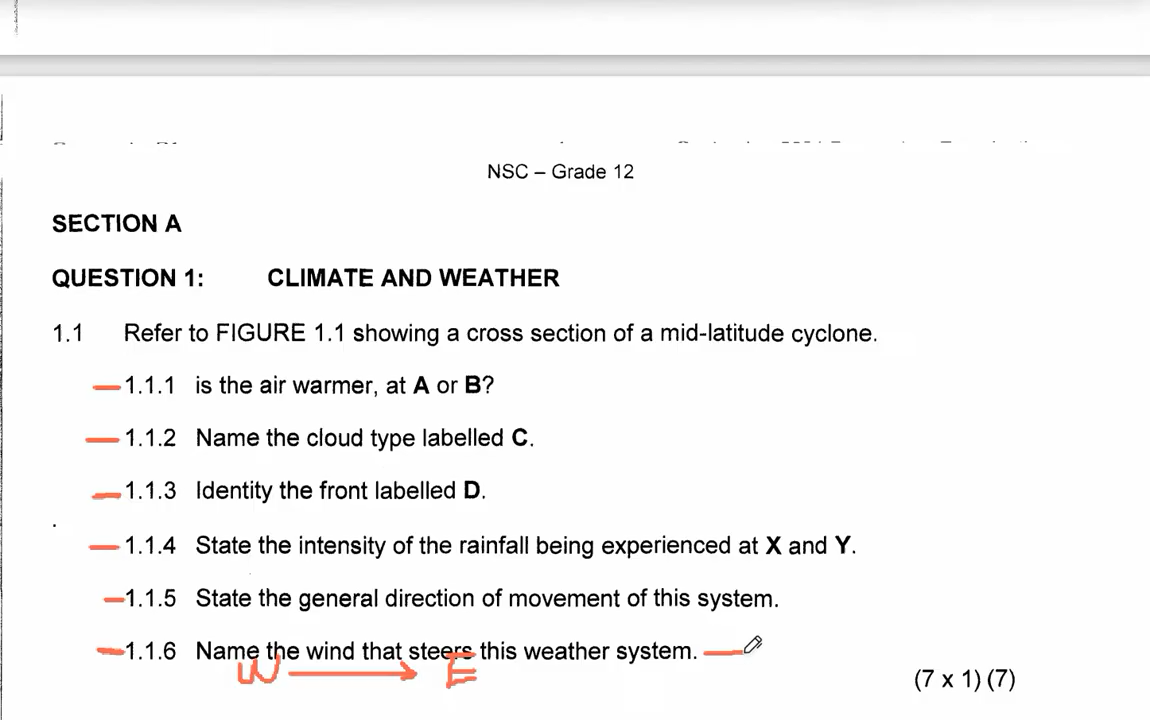 NSC – Grade 12
SECTION A
QUESTION 1: CLIMATE AND WEATHER
1.1 Refer to FIGURE 1.1 showing a cross section of a mid-latitude cyclone.
1.1.1 is the air warmer, at A or B?
1.1.2 Name the cloud type labelled C.
1.1.3 Identity the front labelled D.
1.1.4 State the intensity of the rainfall being experienced at X and Y.
1.1.5 State the general direction of movement of this system.
1.1.6 Name the wind that steers this weather system.
W → E
(7 x 1) (7)